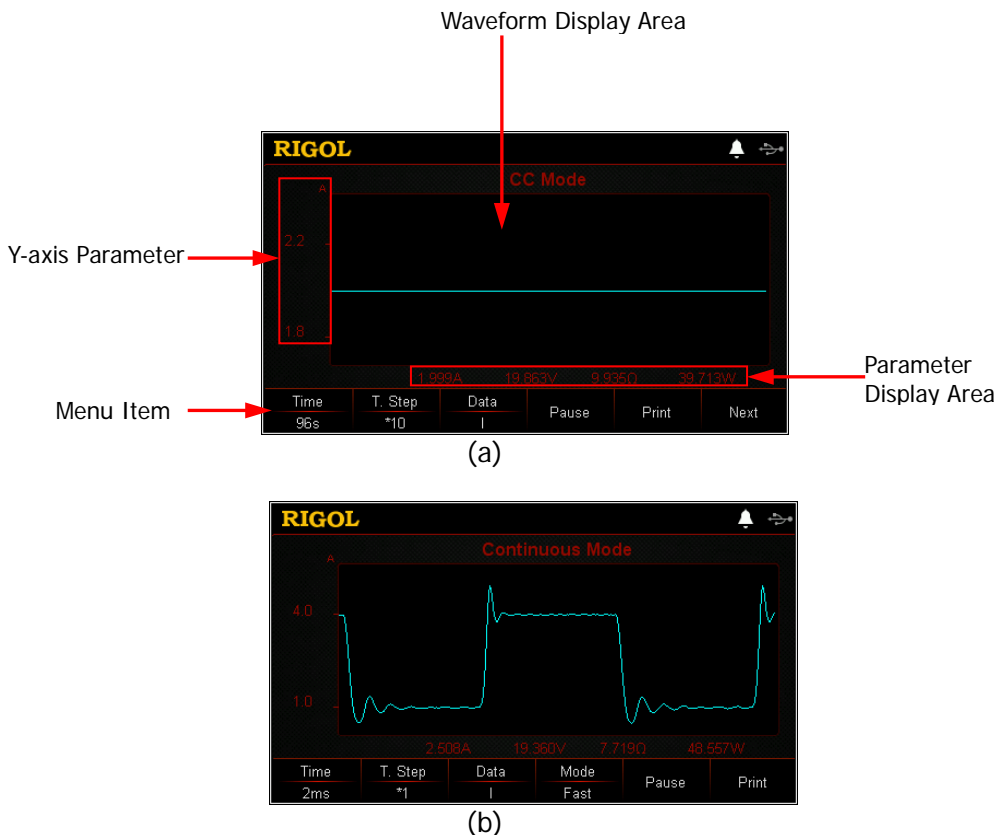 Waveform Display Area
RIGOL
CC Mode
A
2.2
Y-axis Parameter
1.8
1.999A 19.863V 9.935Ω 39.713W
Parameter
Display Area
Menu Item
Time T. Step Data Pause Print Next
96s *10 I
(a)
RIGOL
Continuous Mode
A
4.0
1.0
2.508A 19.360V 7.719Ω 48.557W
Time T. Step Data Mode Pause Print
2ms *1 I Fast
(b)